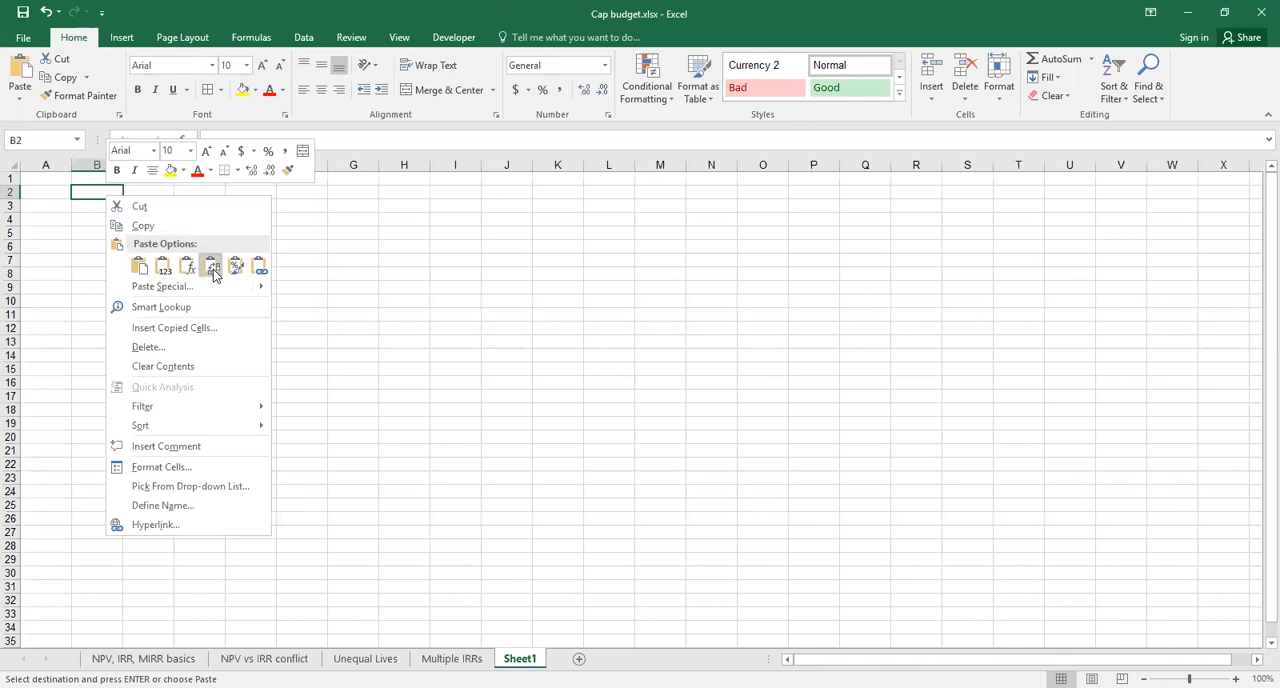 Cap budget.xlsx - Excel
File Home Insert Page Layout Formulas Data Review View Developer Tell me what you want to do... Sign in Share
Paste
Cut
Copy
Format Painter
Clipboard
Arial 10
B I U
Font
Wrap Text
Merge & Center
Alignment
General
$ % ,
Number
Conditional Formatting
Format as Table
Currency 2 Normal
Bad Good
Styles
Insert Delete Format
Cells
AutoSum
Fill
Clear
Sort & Filter
Find & Select
Editing
B2
Arial 10 $ % ,
B I A
A B G H I J K L M N O P Q R S T U V W X
1
2
3
4
5
6
7
8
9
10
11
12
13
14
15
16
17
18
19
20
21
22
23
24
25
26
27
28
29
30
31
32
33
34
35
Cut
Copy
Paste Options:
Paste Special...
Smart Lookup
Insert Copied Cells...
Delete...
Clear Contents
Quick Analysis
Filter
Sort
Insert Comment
Format Cells...
Pick From Drop-down List...
Define Name...
Hyperlink...
NPV, IRR, MIRR basics NPV vs IRR conflict Unequal Lives Multiple IRRs Sheet1
Select destination and press ENTER or choose Paste
100%